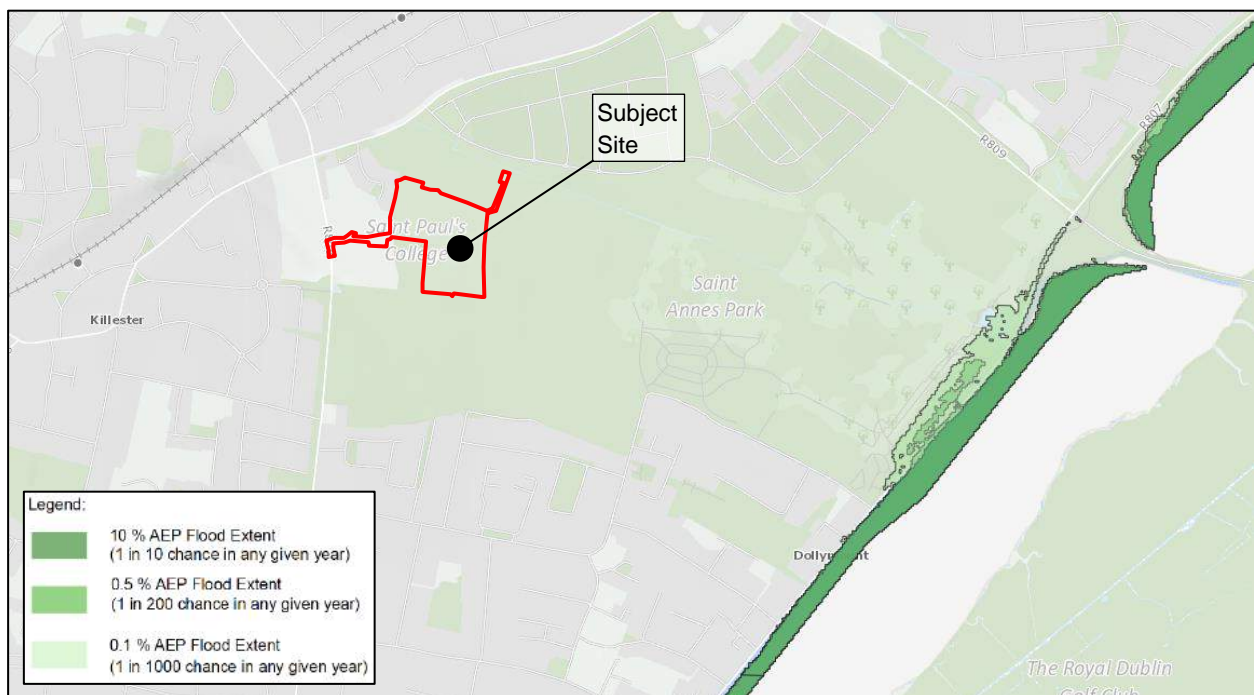 Subject
Site
R807
R809
Saint Paul's
College
Saint
Annes Park
Killester
Legend:
10 % AEP Flood Extent
(1 in 10 chance in any given year)
0.5 % AEP Flood Extent
(1 in 200 chance in any given year)
0.1 % AEP Flood Extent
(1 in 1000 chance in any given year)
The Royal Dublin
Golf Club